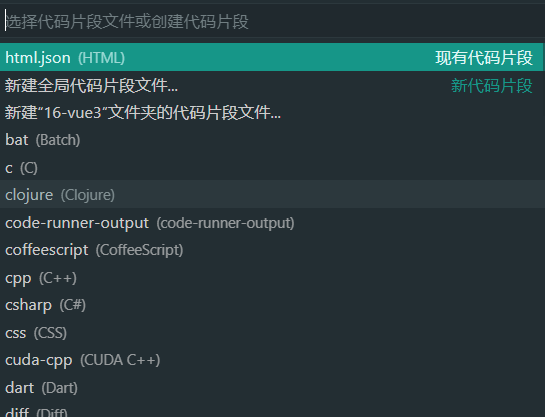 选择代码片段文件或创建代码片段
html.json (HTML) 现有代码片段
新建全局代码片段文件... 新代码片段
新建“16-vue3”文件夹的代码片段文件...
bat (Batch)
c (C)
clojure (Clojure)
code-runner-output (code-runner-output)
coffeescript (CoffeeScript)
cpp (C++)
csharp (C#)
css (CSS)
cuda-cpp (CUDA C++)
dart (Dart)
diff (Diff)